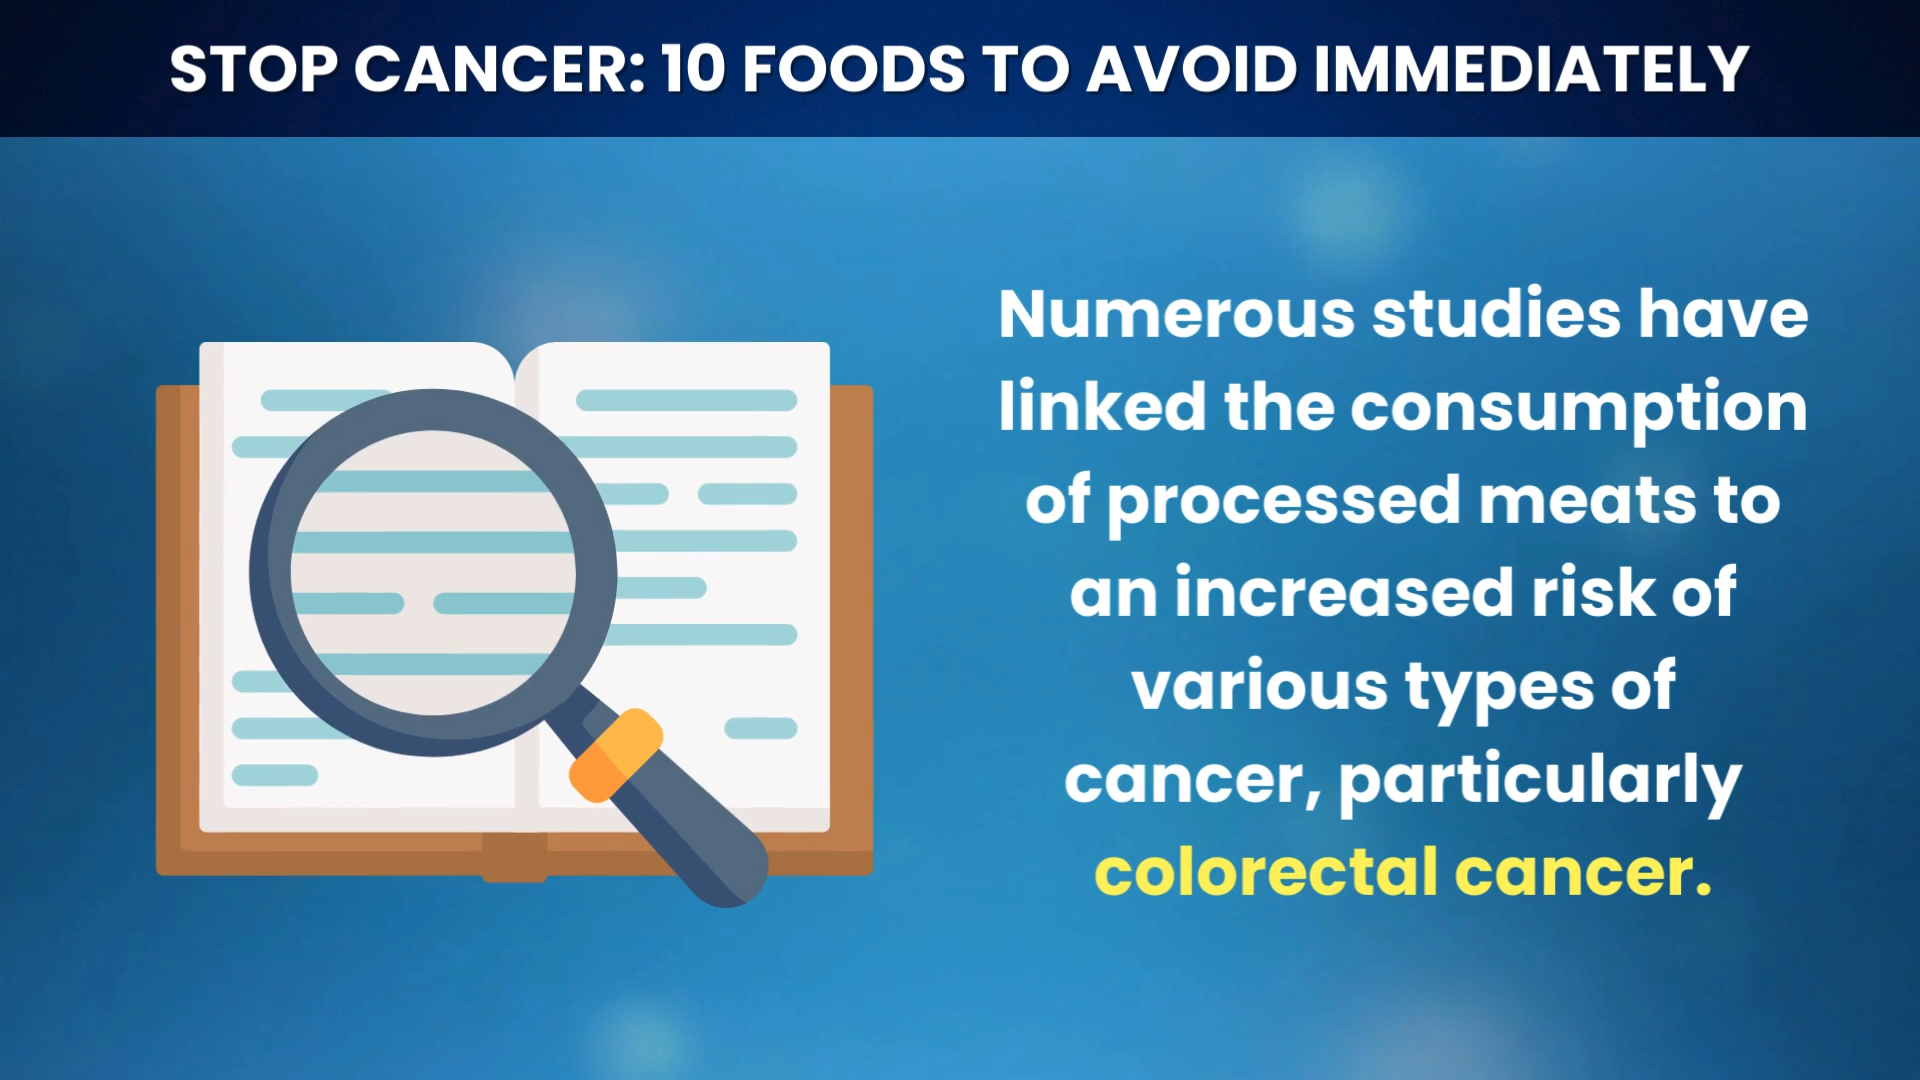 STOP CANCER: 10 FOODS TO AVOID IMMEDIATELY
Numerous studies have
linked the consumption
of processed meats to
an increased risk of
various types of
cancer, particularly
colorectal cancer.